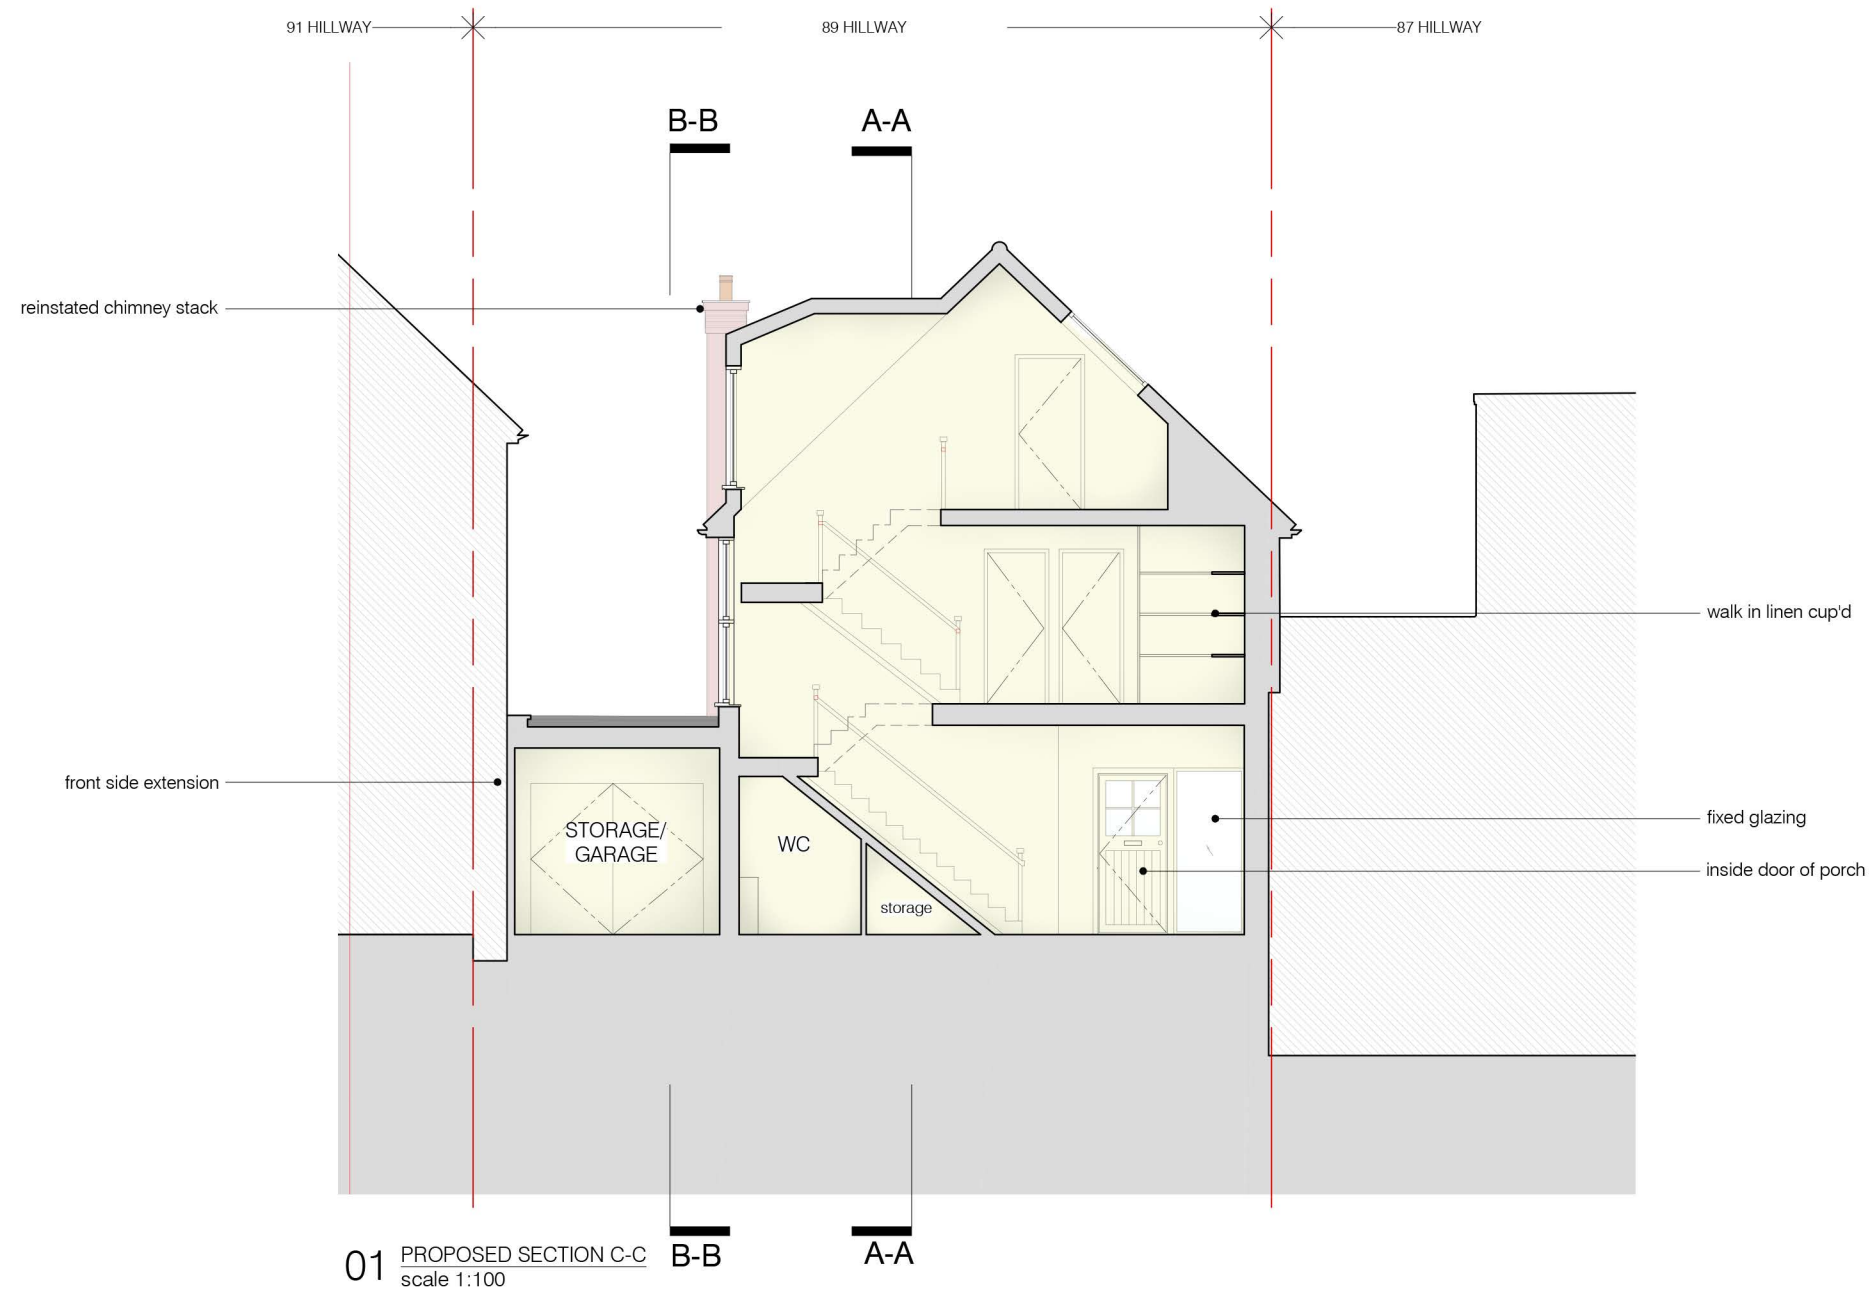 91 HILLWAY
89 HILLWAY
87 HILLWAY
B-B
A-A
reinstated chimney stack
walk in linen cup'd
front side extension
STORAGE/
GARAGE
WC
storage
fixed glazing
inside door of porch
B-B
A-A
01
PROPOSED SECTION C-C
scale 1:100